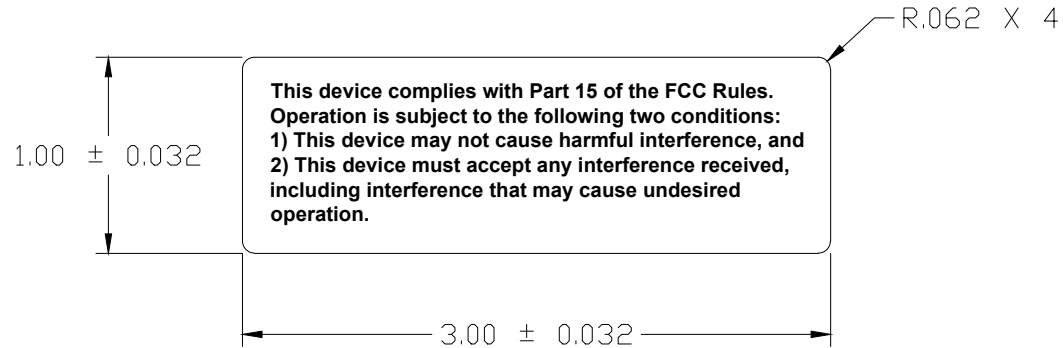 R.062 X 4
This device complies with Part 15 of the FCC Rules.
Operation is subject to the following two conditions:
1) This device may not cause harmful interference, and
2) This device must accept any interference received,
including interference that may cause undesired
operation.
1.00 ± 0.032
3.00 ± 0.032